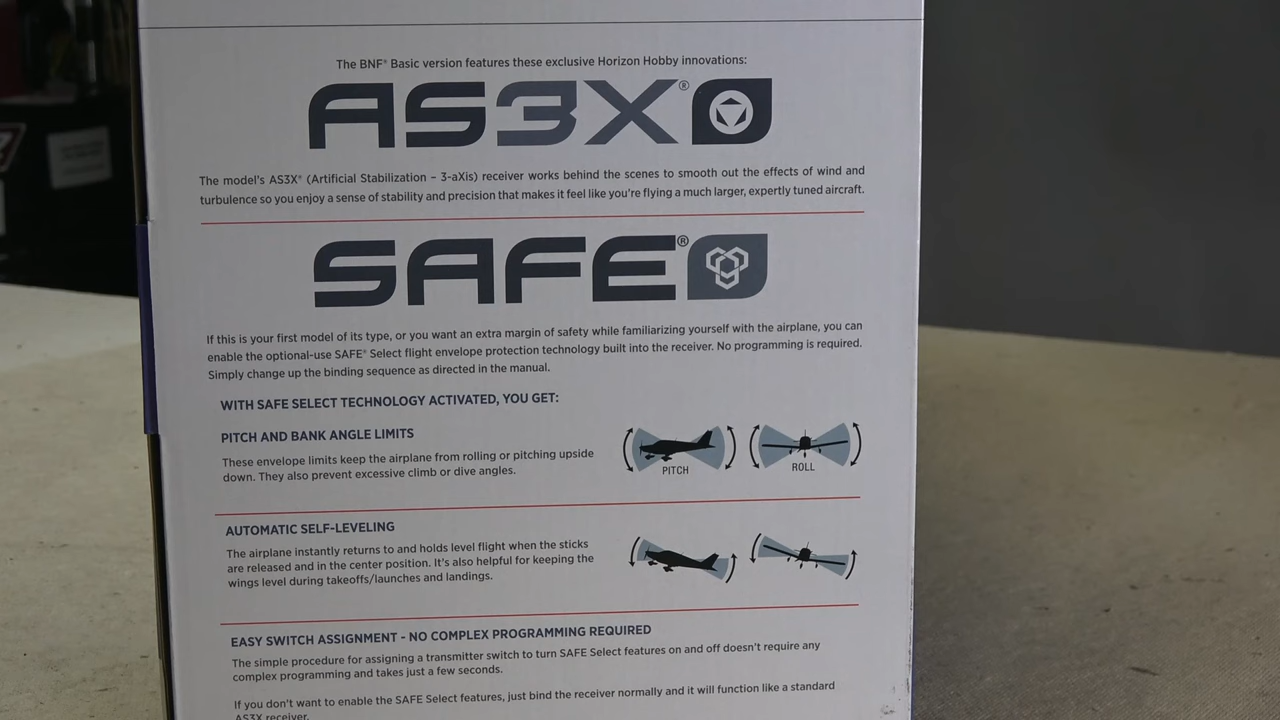 The BNF® Basic version features these exclusive Horizon Hobby innovations:
AS3X®
The model's AS3X® (Artificial Stabilization – 3-aXis) receiver works behind the scenes to smooth out the effects of wind and
turbulence so you enjoy a sense of stability and precision that makes it feel like you're flying a much larger, expertly tuned aircraft.
SAFE®
If this is your first model of its type, or you want an extra margin of safety while familiarizing yourself with the airplane, you can
enable the optional-use SAFE® Select flight envelope protection technology built into the receiver. No programming is required.
Simply change up the binding sequence as directed in the manual.
WITH SAFE SELECT TECHNOLOGY ACTIVATED, YOU GET:
PITCH AND BANK ANGLE LIMITS
These envelope limits keep the airplane from rolling or pitching upside
down. They also prevent excessive climb or dive angles.
PITCH
ROLL
AUTOMATIC SELF-LEVELING
The airplane instantly returns to and holds level flight when the sticks
are released and in the center position. It's also helpful for keeping the
wings level during takeoffs/launches and landings.
EASY SWITCH ASSIGNMENT - NO COMPLEX PROGRAMMING REQUIRED
The simple procedure for assigning a transmitter switch to turn SAFE Select features on and off doesn't require any
complex programming and takes just a few seconds.
If you don't want to enable the SAFE Select features, just bind the receiver normally and it will function like a standard
AS3X receiver.